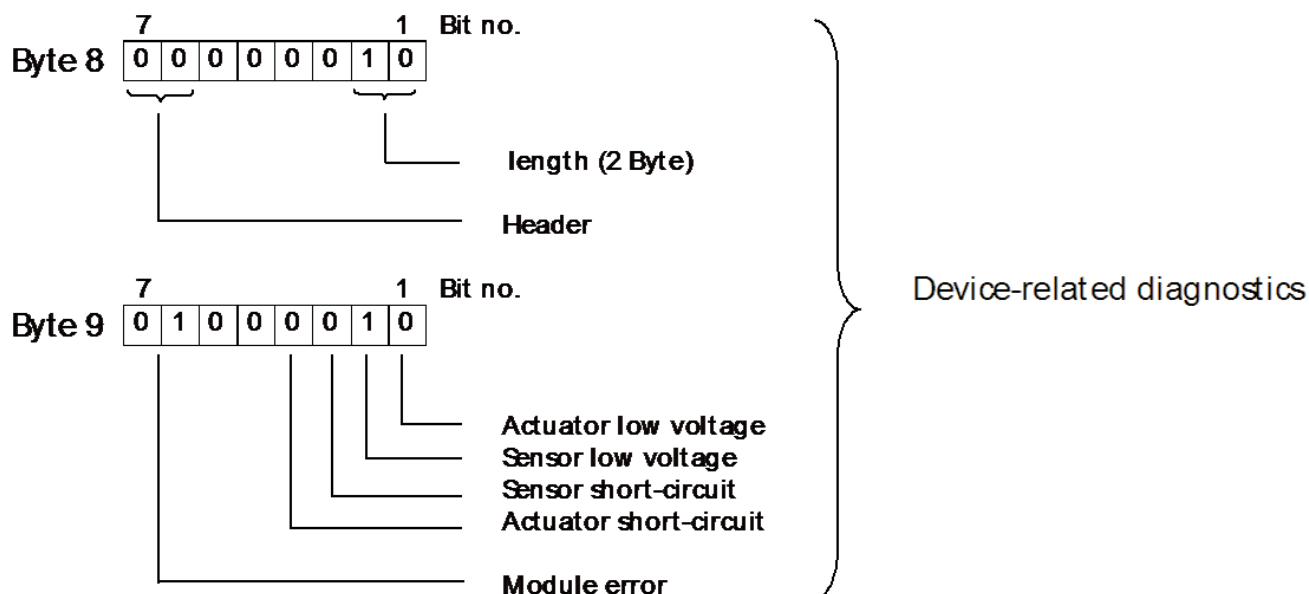 7 1 Bit no.
Byte 8 0 0 0 0 0 0 1 0
length (2 Byte)
Header
7 1 Bit no.
Byte 9 0 1 0 0 0 0 1 0
Device-related diagnostics
Actuator low voltage
Sensor low voltage
Sensor short-circuit
Actuator short-circuit
Module error